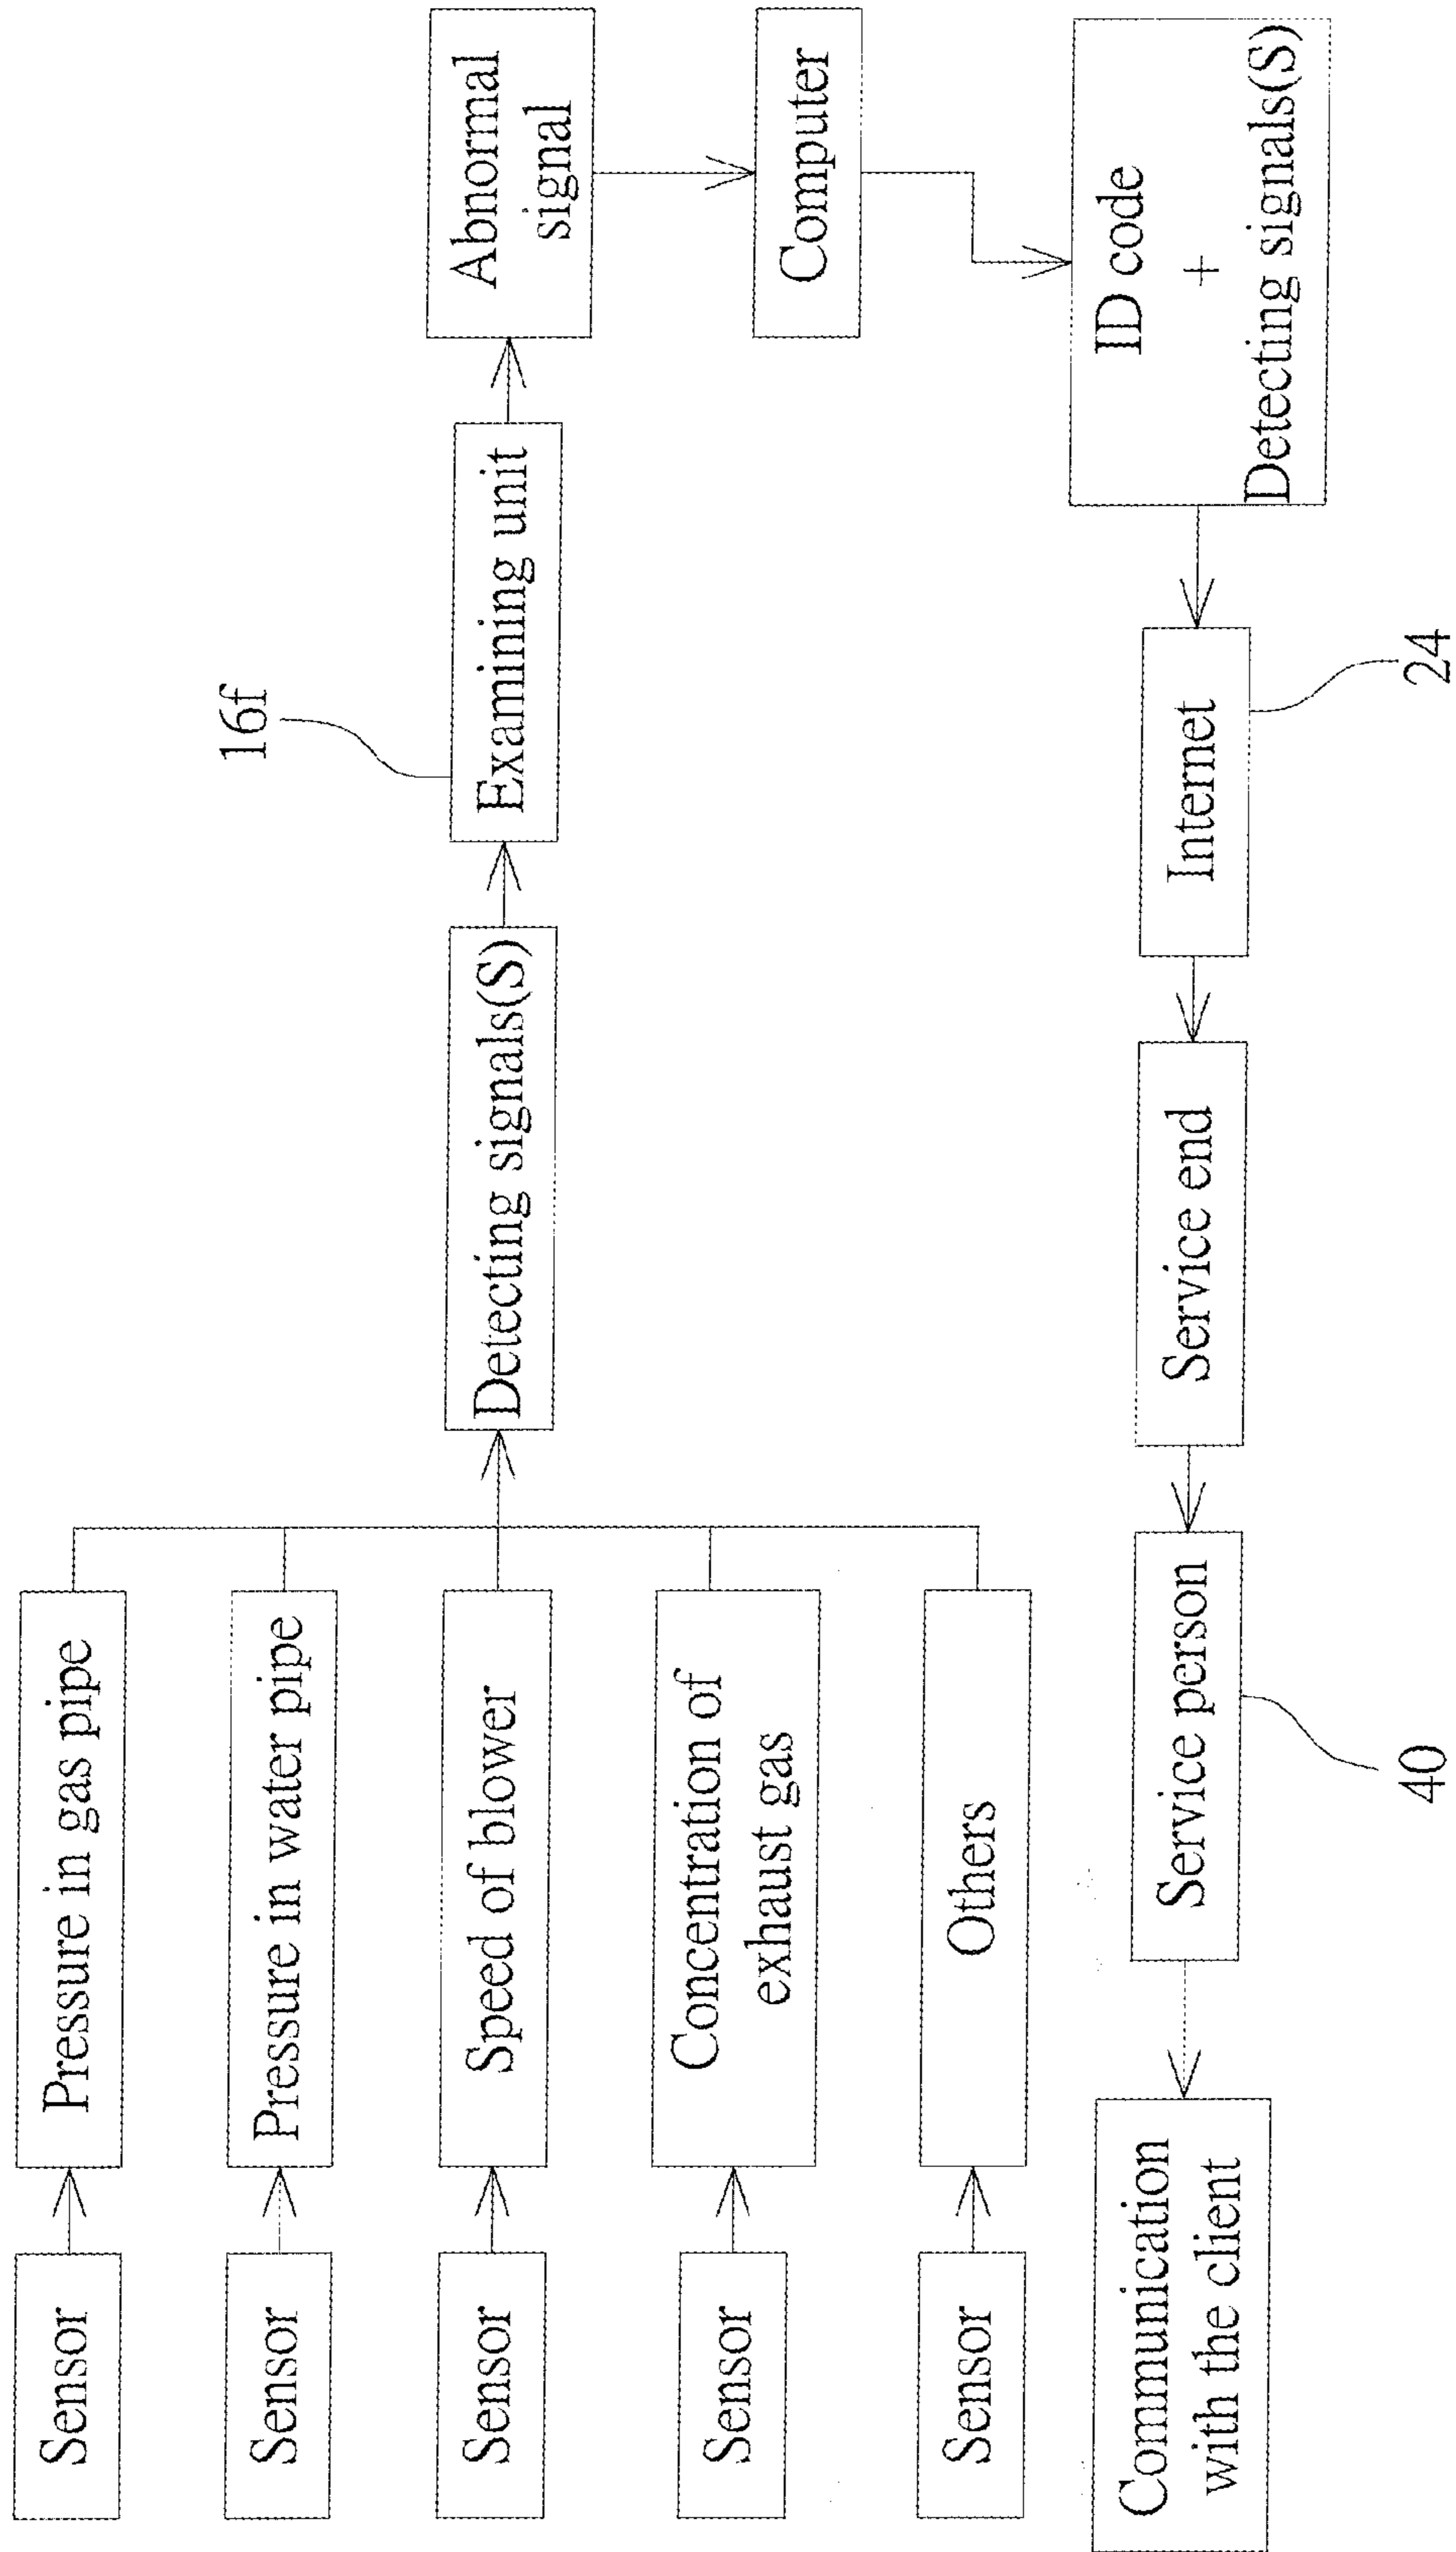 Sensor
Pressure in gas pipe
Sensor
Pressure in water pipe
Sensor
Speed of blower
Sensor
Concentration of
exhaust gas
Sensor
Others
Detecting signals(S)
16f
Examining unit
Abnormal
signal
Computer
ID code
+
Detecting signals(S)
Internet
24
Service end
Service person
40
Communication
with the client